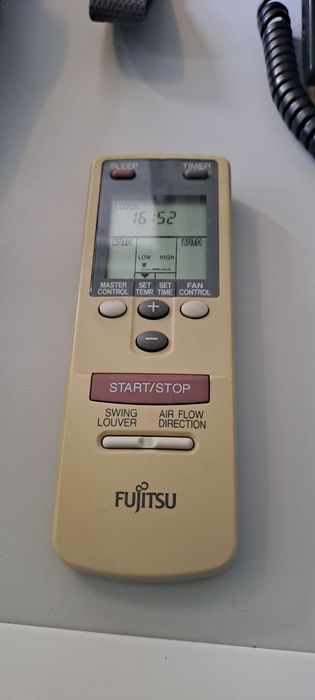 SLEEP TIMER
CLOCK
16:52
AUTO AUTO
LOW HIGH
MASTER CONTROL SET TEMP. SET TIME FAN CONTROL
+
−
START/STOP
SWING LOUVER AIR FLOW DIRECTION
FUJITSU